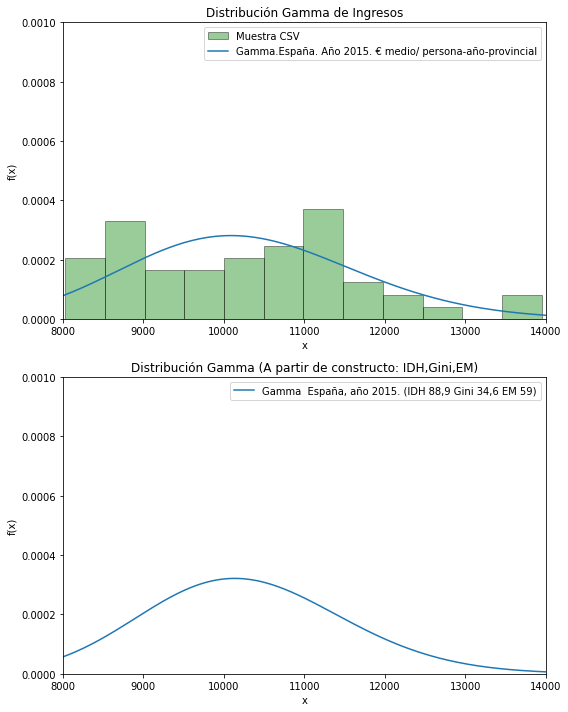 Distribución Gamma de Ingresos
0.0010
0.0008
0.0006
0.0004
0.0002
0.0000
f(x)
Muestra CSV
Gamma.España. Año 2015. € medio/ persona-año-provincial
8000 9000 10000 11000 12000 13000 14000
x
Distribución Gamma (A partir de constructo: IDH,Gini,EM)
0.0010
0.0008
0.0006
0.0004
0.0002
0.0000
f(x)
Gamma  España, año 2015. (IDH 88,9 Gini 34,6 EM 59)
8000 9000 10000 11000 12000 13000 14000
x